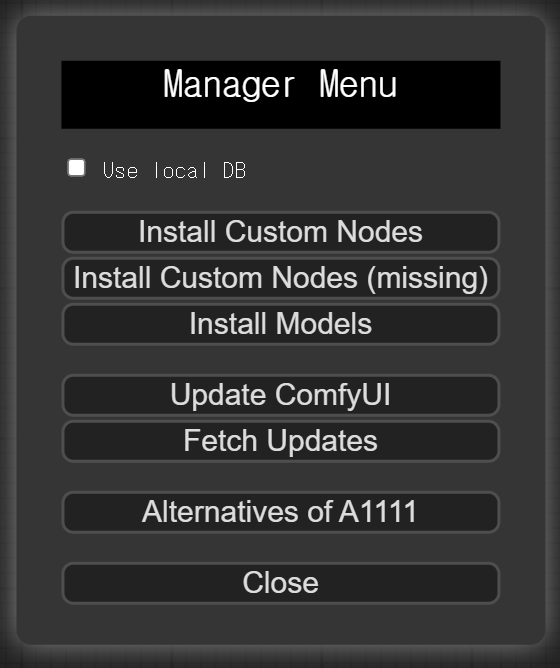 Manager Menu
Use local DB
Install Custom Nodes
Install Custom Nodes (missing)
Install Models
Update ComfyUI
Fetch Updates
Alternatives of A1111
Close